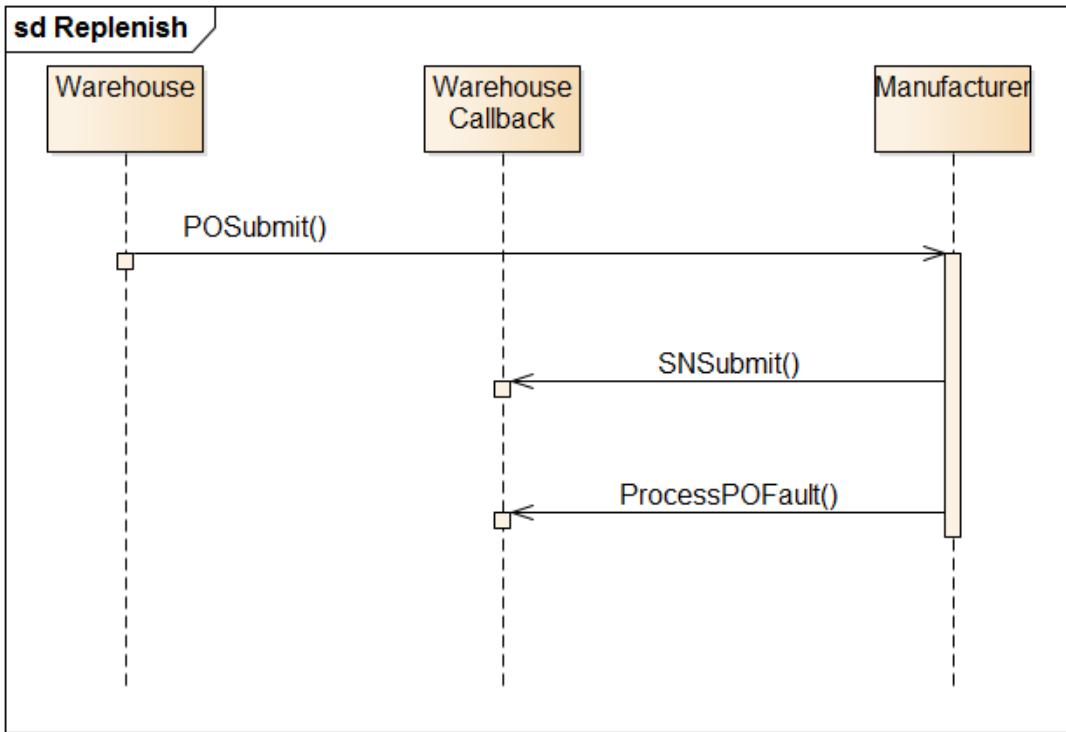 sd Replenish
Warehouse
Warehouse
Callback
Manufacturer
POSubmit()
SNSubmit()
ProcessPOFault()